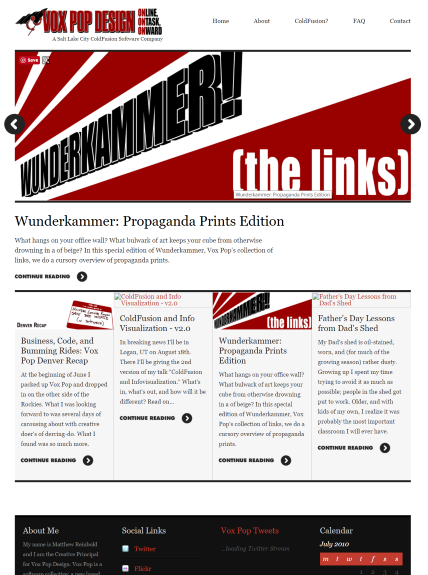 VOX POP DESIGN ONLINE. ONTASK. ONWARD
A Salt Lake City ColdFusion Software Company
Home About ColdFusion? FAQ Contact
Save
WUNDERKAMMER!!
(the links)
Wunderkammer: Propaganda Prints Edition
Wunderkammer: Propaganda Prints Edition
What hangs on your office wall? What bulwark of art keeps your cube from otherwise
drowning in a of beige? In this special edition of Wunderkammer, Vox Pop's collection of
links, we do a cursory overview of propaganda prints.
CONTINUE READING
DENVER RECAP
Business, Code, and
Bumming Rides: Vox
Pop Denver Recap
At the beginning of June I
packed up Vox Pop and dropped
in on the other side of the
Rockies. What I was looking
forward to was several days of
carousing about with creative
doer's of derring-do. What I
found was so much more.
CONTINUE READING
ColdFusion and Info
Visualization - v2.0
ColdFusion and Info
Visualization - v2.0
In breaking news I'll be in
Logan, UT on August 18th.
There I'll be giving the 2nd
version of my talk "ColdFusion
and Infovisualization." What's
in, what's out, and how will it be
different? Read on...
CONTINUE READING
WUNDERKAMMER!!
(the links)
Wunderkammer:
Propaganda Prints
Edition
What hangs on your office wall?
What bulwark of art keeps your
cube from otherwise drowning
in a of beige? In this special
edition of Wunderkammer, Vox
Pop's collection of links, we do a
cursory overview of propaganda
prints.
CONTINUE READING
Father's Day Lessons from
Dad's Shed
Father's Day Lessons
from Dad's Shed
My Dad's shed is oil-stained,
worn, and (for much of the
growing season) rather dusty.
Growing up I spent my time
trying to avoid it as much as
possible; people in the shed got
put to work. Older, and with
kids of my own, I realize it was
probably the most important
classroom I will ever have.
CONTINUE READING
About Me
My name is Matthew Reinbold
and I am the Creative Principal
for Vox Pop Design. Vox Pop is a
software collective; a new breed
Social Links
Twitter
Flickr
Vox Pop Tweets
...loading Twitter Stream
Calendar
July 2010
m t w t f s s
1 2 3 4